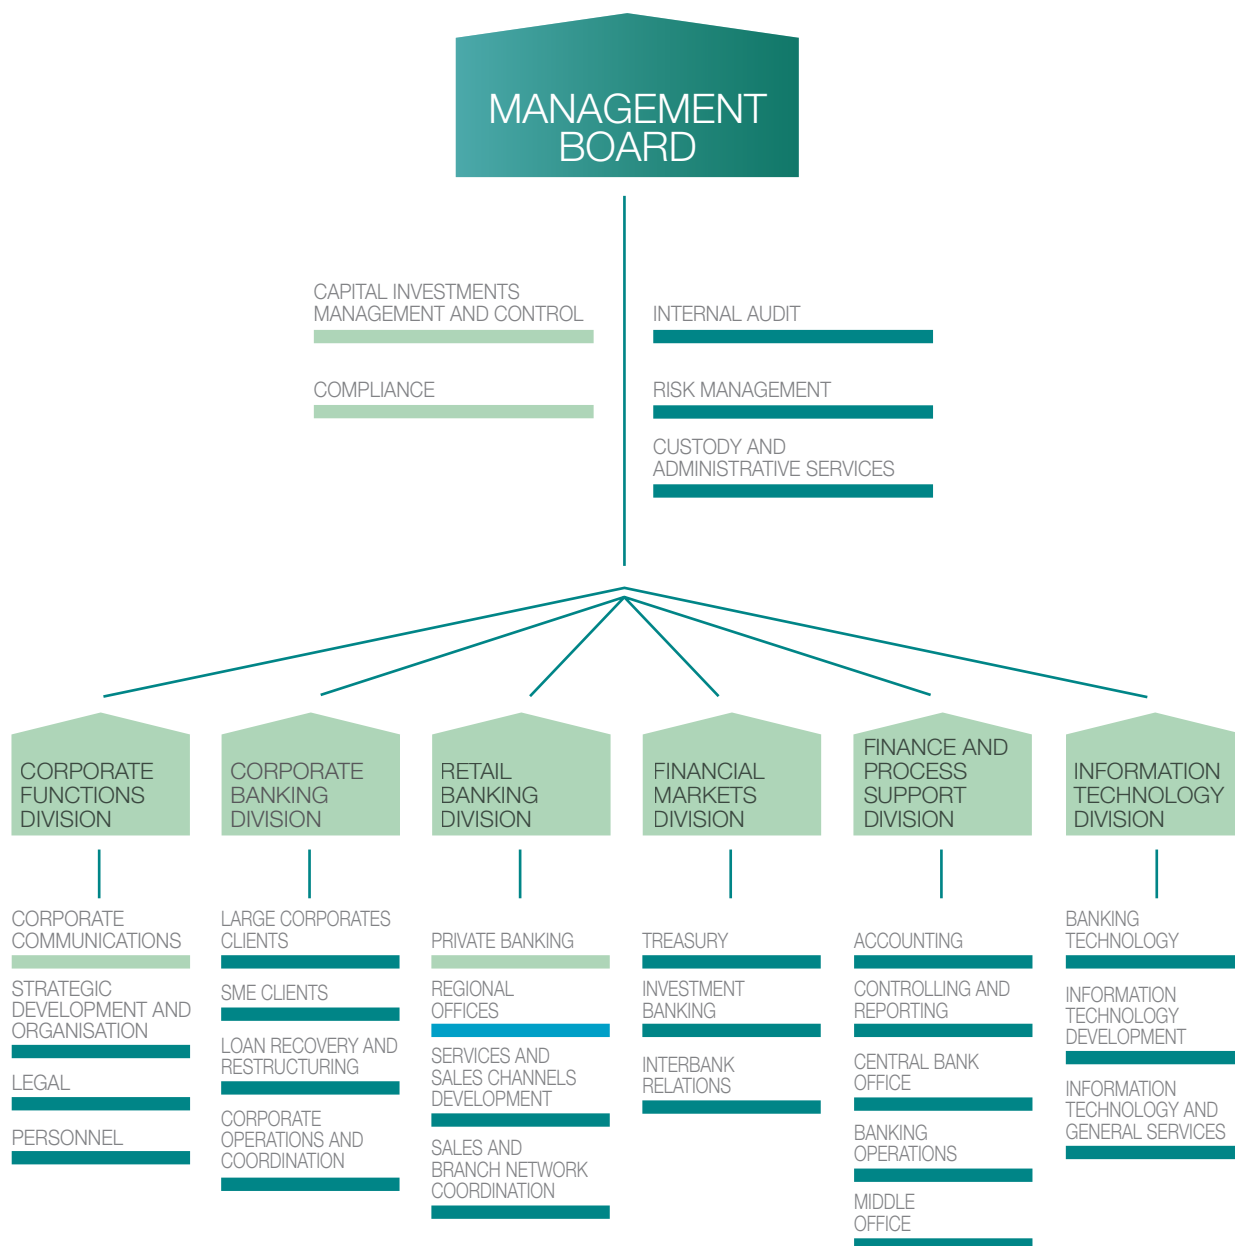 MANAGEMENT
BOARD
CAPITAL INVESTMENTS
MANAGEMENT AND CONTROL
COMPLIANCE
INTERNAL AUDIT
RISK MANAGEMENT
CUSTODY AND
ADMINISTRATIVE SERVICES
CORPORATE
FUNCTIONS
DIVISION
CORPORATE
COMMUNICATIONS
STRATEGIC
DEVELOPMENT AND
ORGANISATION
LEGAL
PERSONNEL
CORPORATE
BANKING
DIVISION
LARGE CORPORATES
CLIENTS
SME CLIENTS
LOAN RECOVERY AND
RESTRUCTURING
CORPORATE
OPERATIONS AND
COORDINATION
RETAIL
BANKING
DIVISION
PRIVATE BANKING
REGIONAL
OFFICES
SERVICES AND
SALES CHANNELS
DEVELOPMENT
SALES AND
BRANCH NETWORK
COORDINATION
FINANCIAL
MARKETS
DIVISION
TREASURY
INVESTMENT
BANKING
INTERBANK
RELATIONS
FINANCE AND
PROCESS
SUPPORT
DIVISION
ACCOUNTING
CONTROLLING AND
REPORTING
CENTRAL BANK
OFFICE
BANKING
OPERATIONS
MIDDLE
OFFICE
INFORMATION
TECHNOLOGY
DIVISION
BANKING
TECHNOLOGY
INFORMATION
TECHNOLOGY
DEVELOPMENT
INFORMATION
TECHNOLOGY AND
GENERAL SERVICES